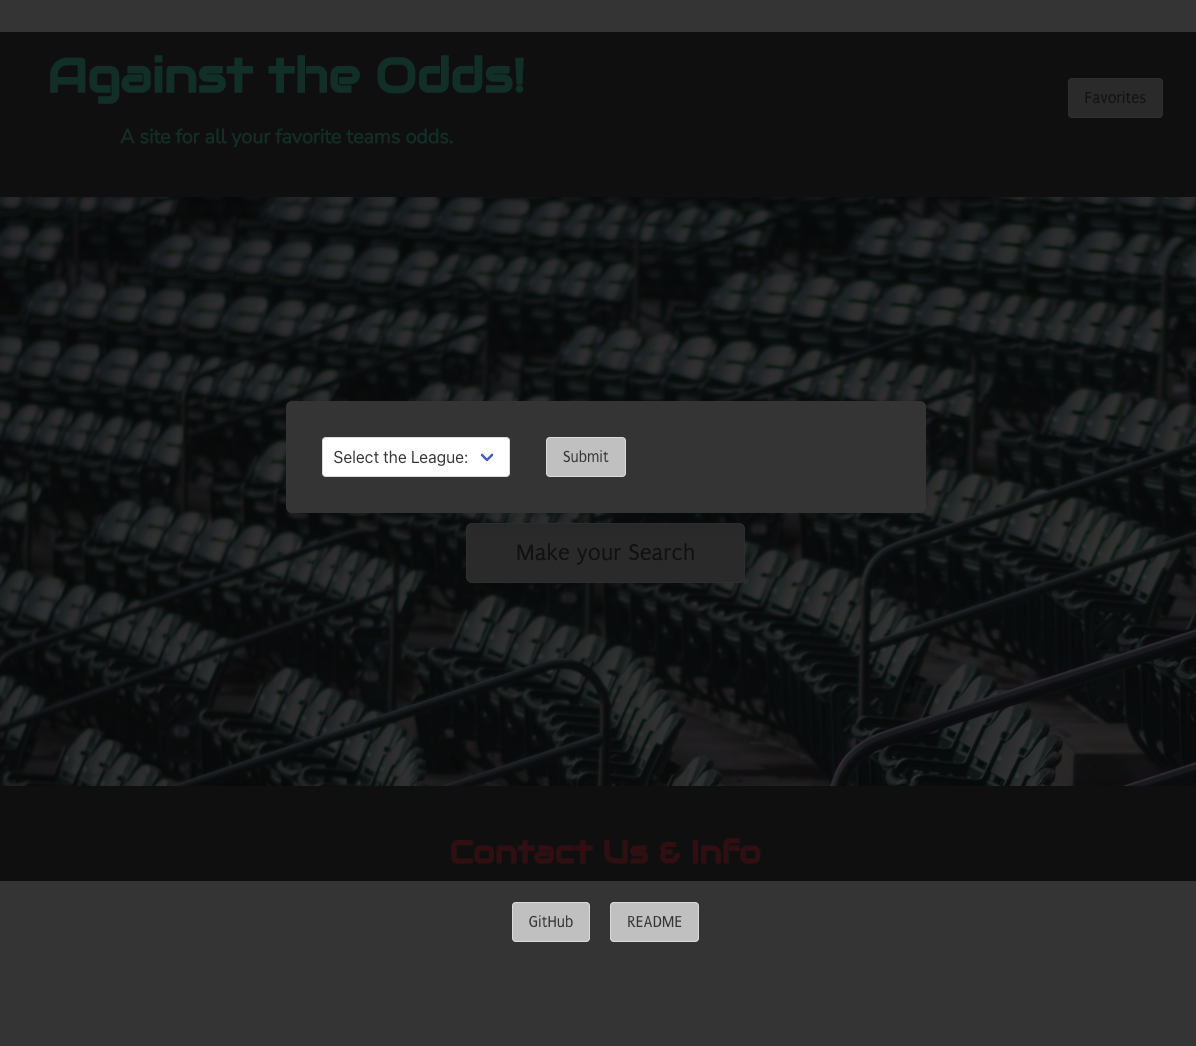 Against the Odds!
Favorites
A site for all your favorite teams odds.
Select the League:
Submit
Make your Search
Contact Us & Info
GitHub
README